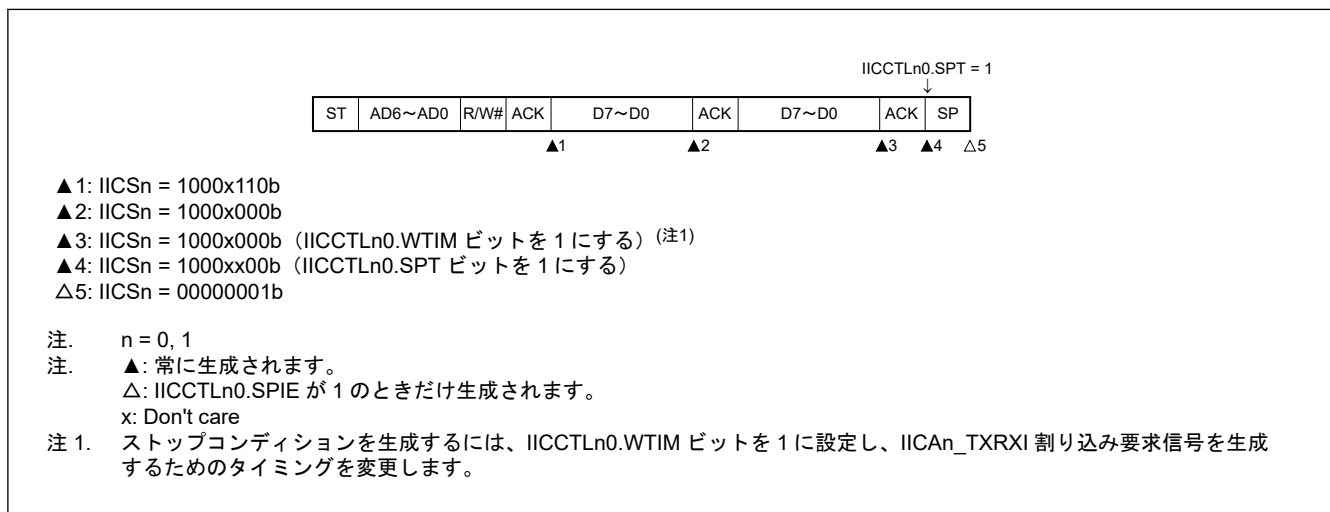 IICCTLn0.SPT = 1
↓
ST AD6～AD0 R/W# ACK D7～D0 ACK D7～D0 ACK SP
▲1 ▲2 ▲3 ▲4 △5
▲1: IICSn = 1000x110b
▲2: IICSn = 1000x000b
▲3: IICSn = 1000x000b（IICCTLn0.WTIM ビットを 1 にする）(注1)
▲4: IICSn = 1000xx00b（IICCTLn0.SPT ビットを 1 にする）
△5: IICSn = 00000001b
注. n = 0, 1
注. ▲: 常に生成されます。
△: IICCTLn0.SPIE が 1 のときだけ生成されます。
x: Don't care
注 1. ストップコンディションを生成するには、IICCTLn0.WTIM ビットを 1 に設定し、IICAn_TXRXI 割り込み要求信号を生成
するためのタイミングを変更します。